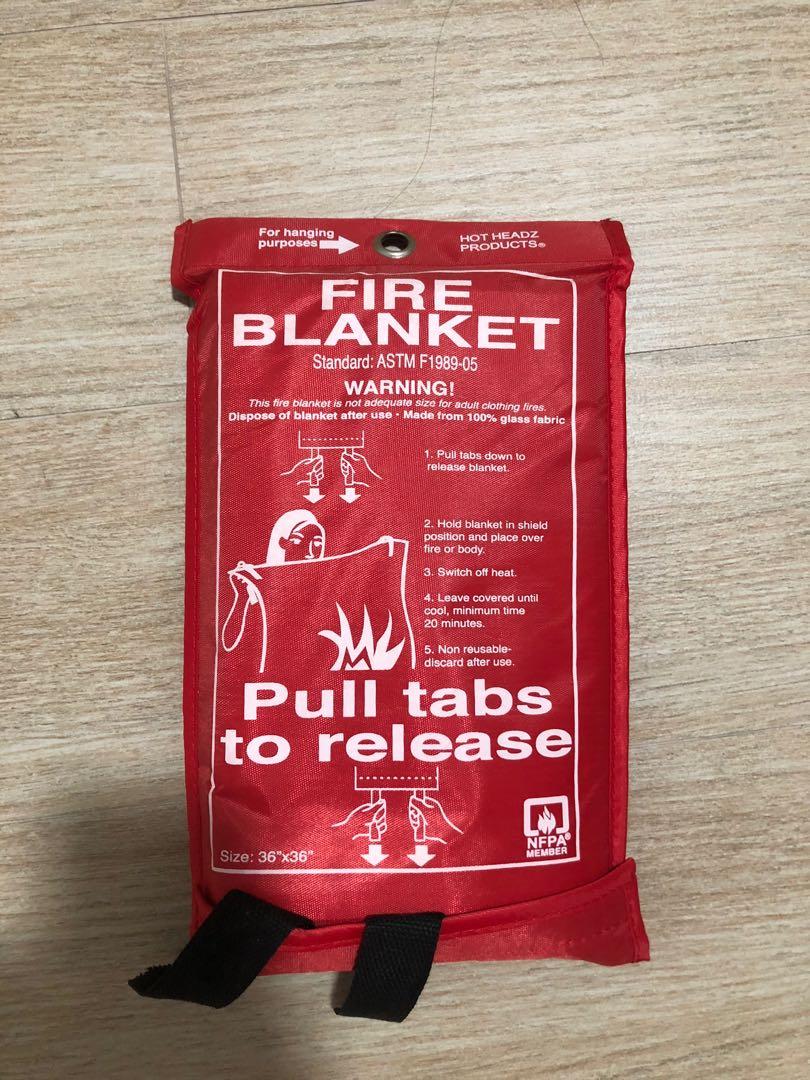 For hanging
purposes
HOT HEADZ
PRODUCTS®
FIRE
BLANKET
Standard: ASTM F1989-05
WARNING!
This fire blanket is not adequate size for adult clothing fires.
Dispose of blanket after use • Made from 100% glass fabric
1. Pull tabs down to
release blanket.
2. Hold blanket in shield
position and place over
fire or body.
3. Switch off heat.
4. Leave covered until
cool, minimum time
20 minutes.
5. Non reusable-
discard after use.
Pull tabs
to release
Size: 36"x36"
NFPA®
MEMBER